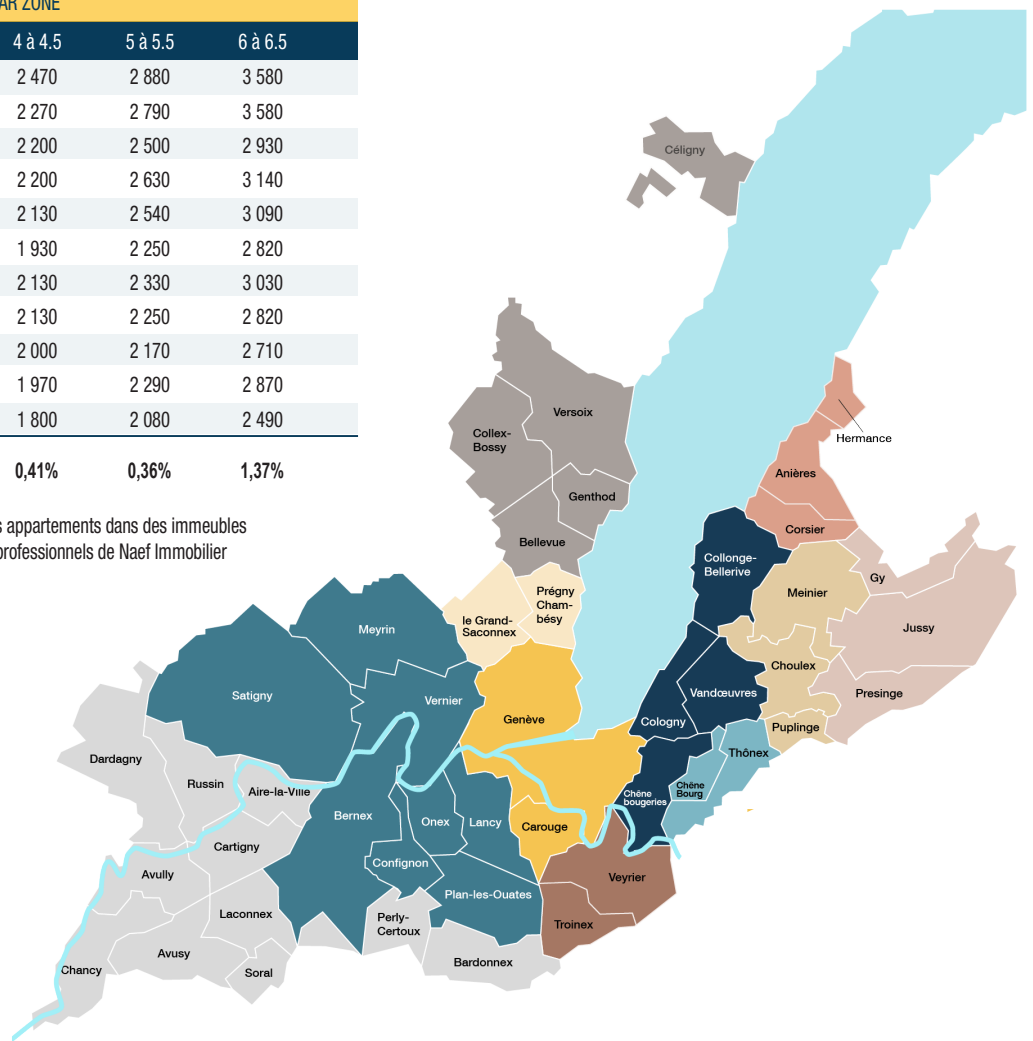 AR ZONE
4 à 4.5 5 à 5.5 6 à 6.5
2 470 2 880 3 580
2 270 2 790 3 580
2 200 2 500 2 930
2 200 2 630 3 140
2 130 2 540 3 090
1 930 2 250 2 820
2 130 2 330 3 030
2 130 2 250 2 820
2 000 2 170 2 710
1 970 2 290 2 870
1 800 2 080 2 490
0,41% 0,36% 1,37%
s appartements dans des immeubles
professionnels de Naef Immobilier
Céligny
Versoix
Collex-
Bossy
Genthod
Bellevue
Hermance
Anières
Corsier
Collonge-
Bellerive
Meinier
Gy
Jussy
Prégny
Cham-
bésy
le Grand-
Saconnex
Meyrin
Satigny
Vernier
Genève
Choulex
Vandœuvres
Presinge
Cologny
Puplinge
Thônex
Chêne
Bourg
Chêne
bougeries
Dardagny
Russin
Aire-la-Ville
Bernex
Onex
Lancy
Carouge
Cartigny
Confignon
Avully
Veyrier
Plan-les-Ouates
Laconnex
Perly-
Certoux
Troinex
Avusy
Chancy
Soral
Bardonnex